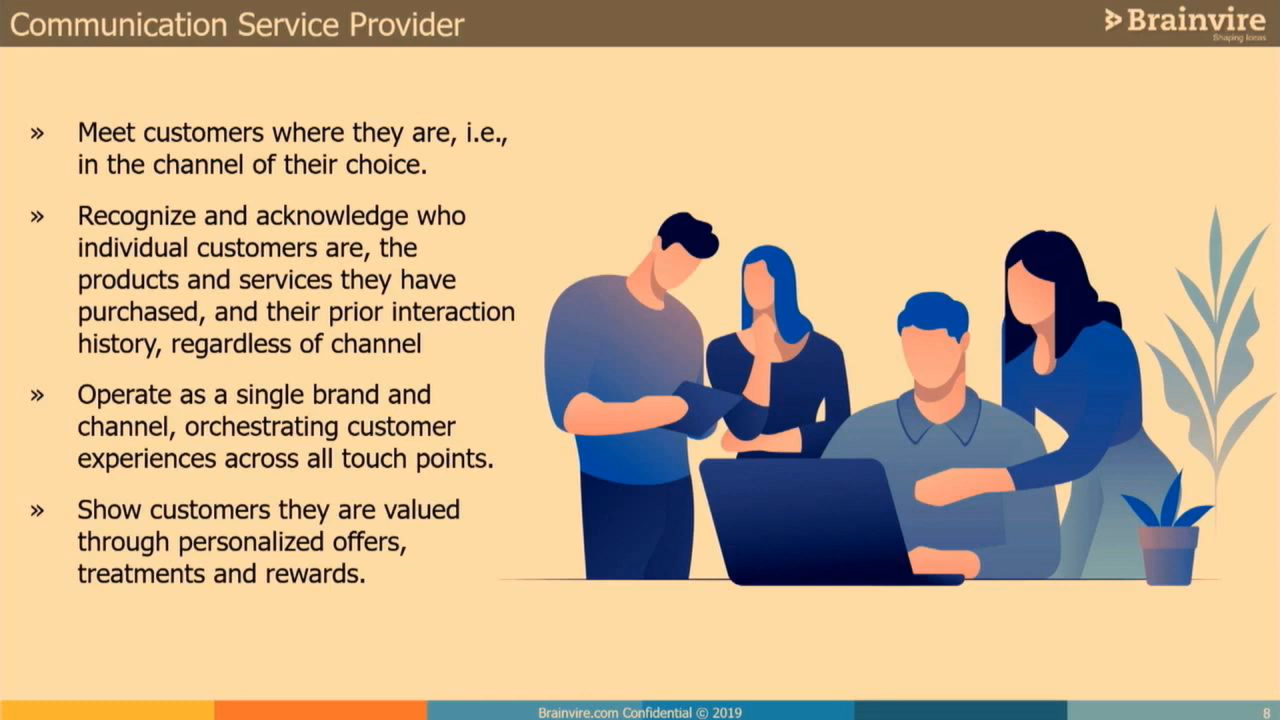 Communication Service Provider
Brainvire
Shaping Ideas
» Meet customers where they are, i.e.,
in the channel of their choice.
» Recognize and acknowledge who
individual customers are, the
products and services they have
purchased, and their prior interaction
history, regardless of channel
» Operate as a single brand and
channel, orchestrating customer
experiences across all touch points.
» Show customers they are valued
through personalized offers,
treatments and rewards.
Brainvire.com Confidential © 2019
8